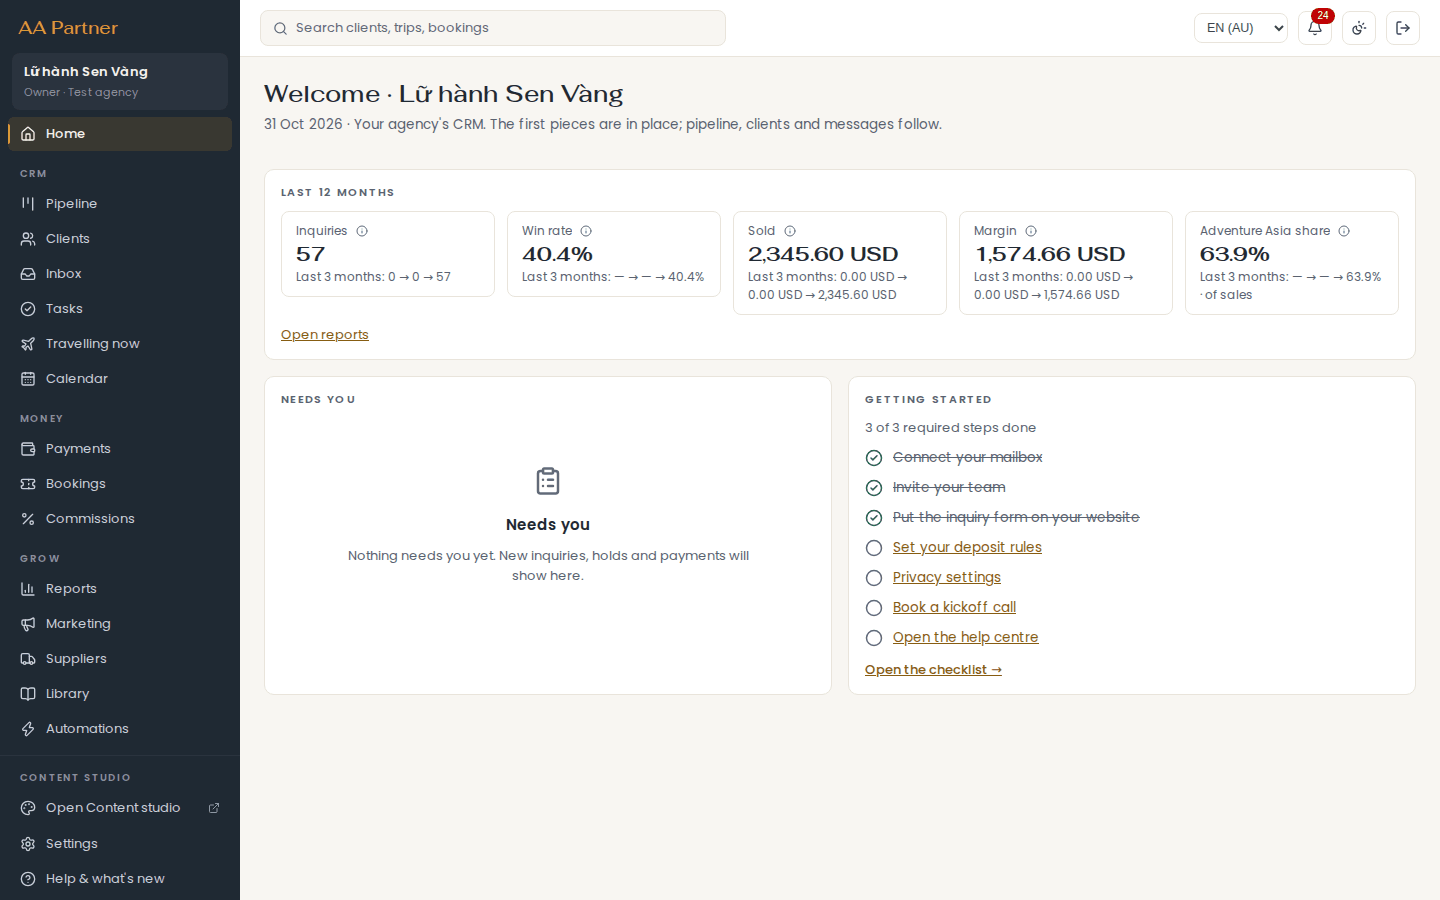 AA Partner
Lữ hành Sen Vàng
Owner · Test agency
Home
CRM
Pipeline
Clients
Inbox
Tasks
Travelling now
Calendar
MONEY
Payments
Bookings
Commissions
GROW
Reports
Marketing
Suppliers
Library
Automations
CONTENT STUDIO
Open Content studio
Settings
Help & what's new
Search clients, trips, bookings
EN (AU)
24
Welcome · Lữ hành Sen Vàng
31 Oct 2026 · Your agency's CRM. The first pieces are in place; pipeline, clients and messages follow.
LAST 12 MONTHS
Inquiries
57
Last 3 months: 0 → 0 → 57
Win rate
40.4%
Last 3 months: — → — → 40.4%
Sold
2,345.60 USD
Last 3 months: 0.00 USD →
0.00 USD → 2,345.60 USD
Margin
1,574.66 USD
Last 3 months: 0.00 USD →
0.00 USD → 1,574.66 USD
Adventure Asia share
63.9%
Last 3 months: — → — → 63.9%
· of sales
Open reports
NEEDS YOU
Needs you
Nothing needs you yet. New inquiries, holds and payments will
show here.
GETTING STARTED
3 of 3 required steps done
Connect your mailbox
Invite your team
Put the inquiry form on your website
Set your deposit rules
Privacy settings
Book a kickoff call
Open the help centre
Open the checklist →